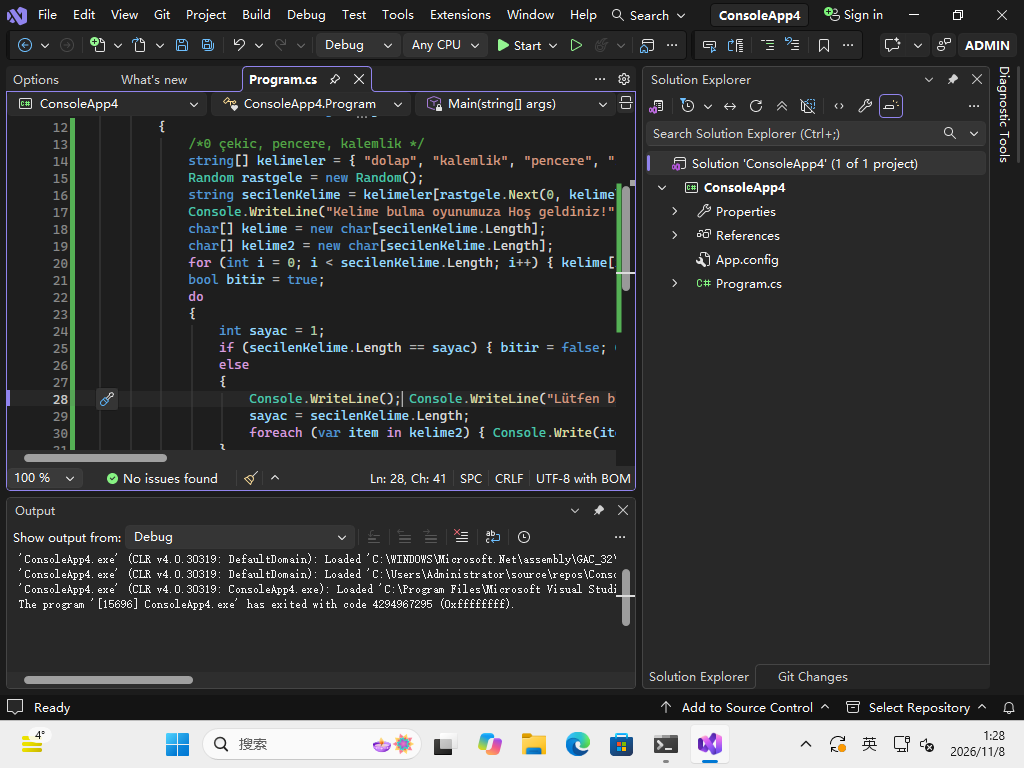 File Edit View Git Project Build Debug Test Tools Extensions Window Help Search ConsoleApp4 Sign in
Debug Any CPU Start ADMIN
Options What's new Program.cs
ConsoleApp4 ConsoleApp4.Program Main(string[] args)
12 {
13 /*0 çekic, pencere, kalemlik */
14 string[] kelimeler = { "dolap", "kalemlik", "pencere", "
15 Random rastgele = new Random();
16 string secilenKelime = kelimeler[rastgele.Next(0, kelime
17 Console.WriteLine("Kelime bulma oyunumuza Hoş geldiniz!"
18 char[] kelime = new char[secilenKelime.Length];
19 char[] kelime2 = new char[secilenKelime.Length];
20 for (int i = 0; i < secilenKelime.Length; i++) { kelime[
21 bool bitir = true;
22 do
23 {
24 int sayac = 1;
25 if (secilenKelime.Length == sayac) { bitir = false;
26 else
27 {
28 Console.WriteLine(); Console.WriteLine("Lütfen b
29 sayac = secilenKelime.Length;
30 foreach (var item in kelime2) { Console.Write(it
31 }
100 % No issues found Ln: 28, Ch: 41 SPC CRLF UTF-8 with BOM
Output
Show output from: Debug
'ConsoleApp4.exe' (CLR v4.0.30319: DefaultDomain): Loaded 'C:\WINDOWS\Microsoft.Net\assembly\GAC_32\
'ConsoleApp4.exe' (CLR v4.0.30319: DefaultDomain): Loaded 'C:\Users\Administrator\source\repos\Conso
'ConsoleApp4.exe' (CLR v4.0.30319: ConsoleApp4.exe): Loaded 'C:\Program Files\Microsoft Visual Studi
The program '[15696] ConsoleApp4.exe' has exited with code 4294967295 (0xffffffff).
Solution Explorer
Search Solution Explorer (Ctrl+;)
Solution 'ConsoleApp4' (1 of 1 project)
ConsoleApp4
Properties
References
App.config
C# Program.cs
Solution Explorer Git Changes
Diagnostic Tools
Ready Add to Source Control Select Repository
4°
搜索
英
1:28
2026/11/8